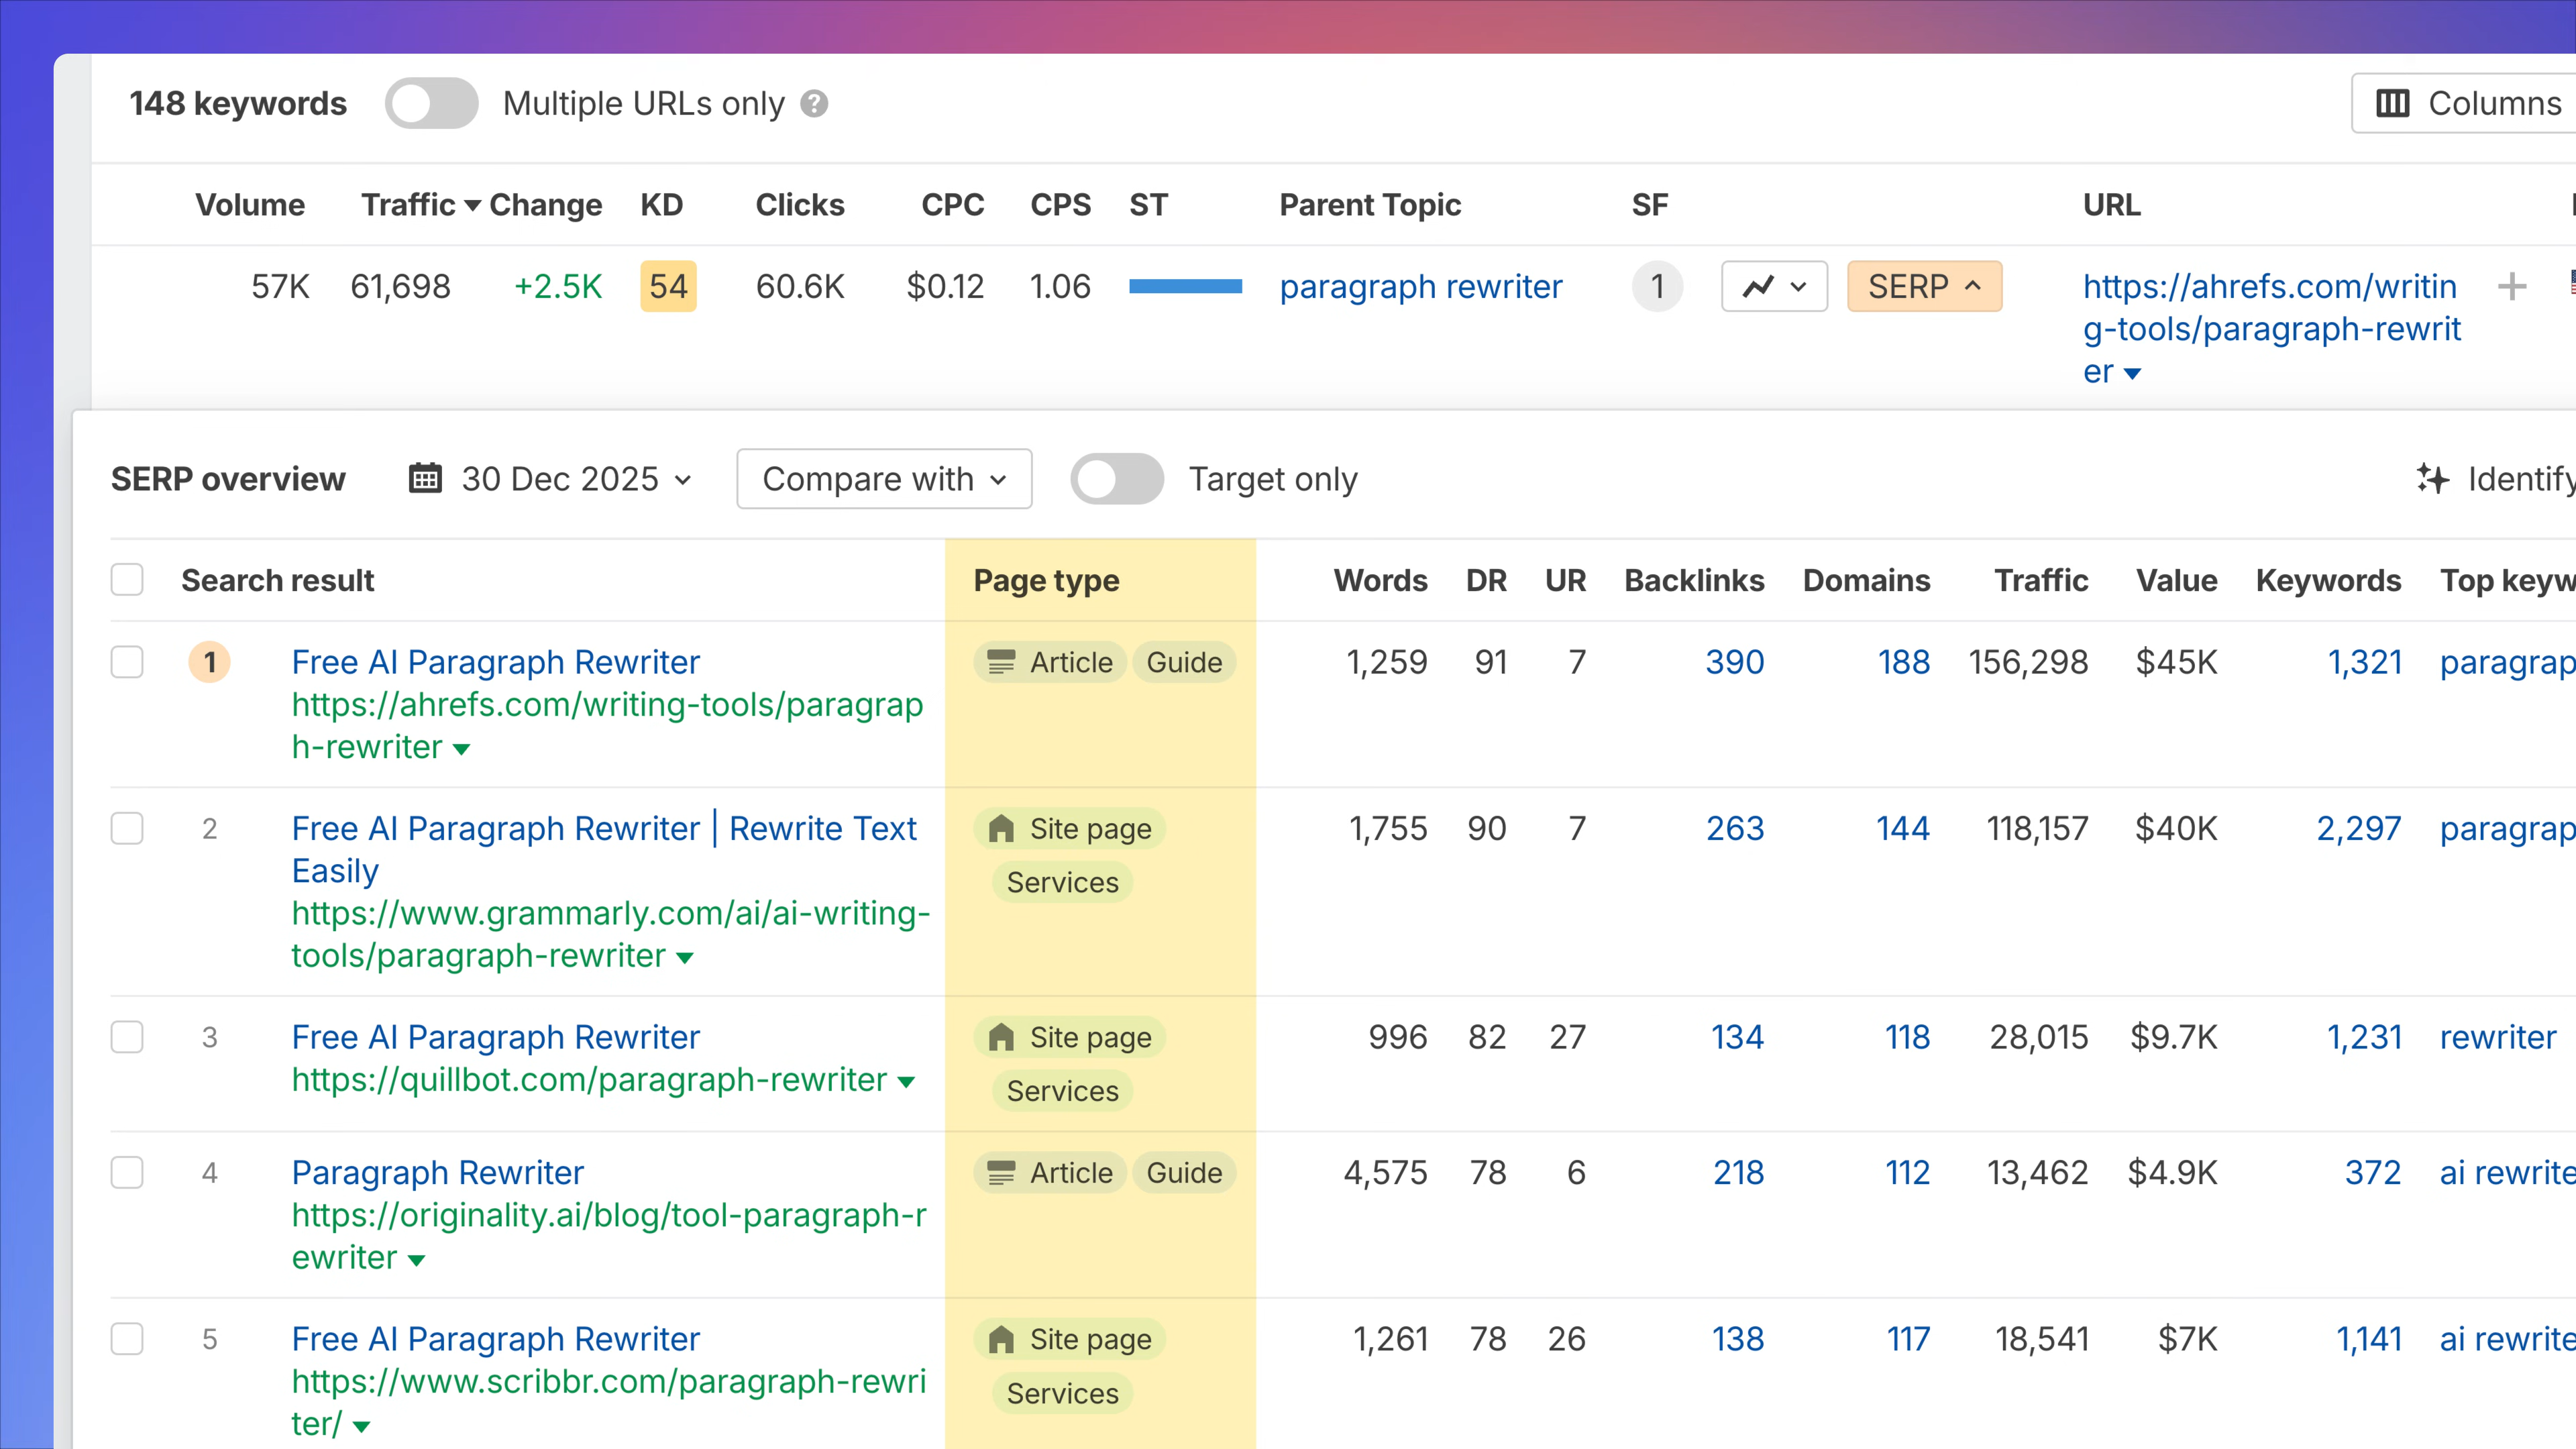 148 keywords Multiple URLs only ? Columns
Volume Traffic Change KD Clicks CPC CPS ST Parent Topic SF URL
57K 61,698 +2.5K 54 60.6K $0.12 1.06 paragraph rewriter 1 SERP https://ahrefs.com/writin
g-tools/paragraph-rewrit
er
SERP overview 30 Dec 2025 Compare with Target only Identify
Search result Page type Words DR UR Backlinks Domains Traffic Value Keywords Top keyw
1 Free AI Paragraph Rewriter Article Guide 1,259 91 7 390 188 156,298 $45K 1,321 paragrap
https://ahrefs.com/writing-tools/paragrap
h-rewriter
2 Free AI Paragraph Rewriter | Rewrite Text Site page 1,755 90 7 263 144 118,157 $40K 2,297 paragrap
Easily Services
https://www.grammarly.com/ai/ai-writing-
tools/paragraph-rewriter
3 Free AI Paragraph Rewriter Site page 996 82 27 134 118 28,015 $9.7K 1,231 rewriter
https://quillbot.com/paragraph-rewriter Services
4 Paragraph Rewriter Article Guide 4,575 78 6 218 112 13,462 $4.9K 372 ai rewrite
https://originality.ai/blog/tool-paragraph-r
ewriter
5 Free AI Paragraph Rewriter Site page 1,261 78 26 138 117 18,541 $7K 1,141 ai rewrite
https://www.scribbr.com/paragraph-rewri Services
ter/